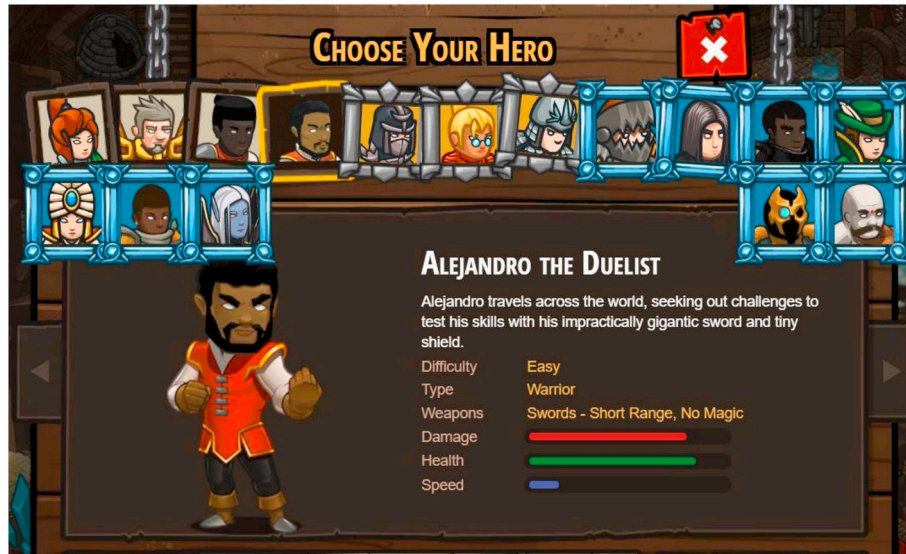 CHOOSE YOUR HERO
ALEJANDRO THE DUELIST
Alejandro travels across the world, seeking out challenges to
test his skills with his impractically gigantic sword and tiny
shield.
Difficulty Easy
Type Warrior
Weapons Swords - Short Range, No Magic
Damage
Health
Speed